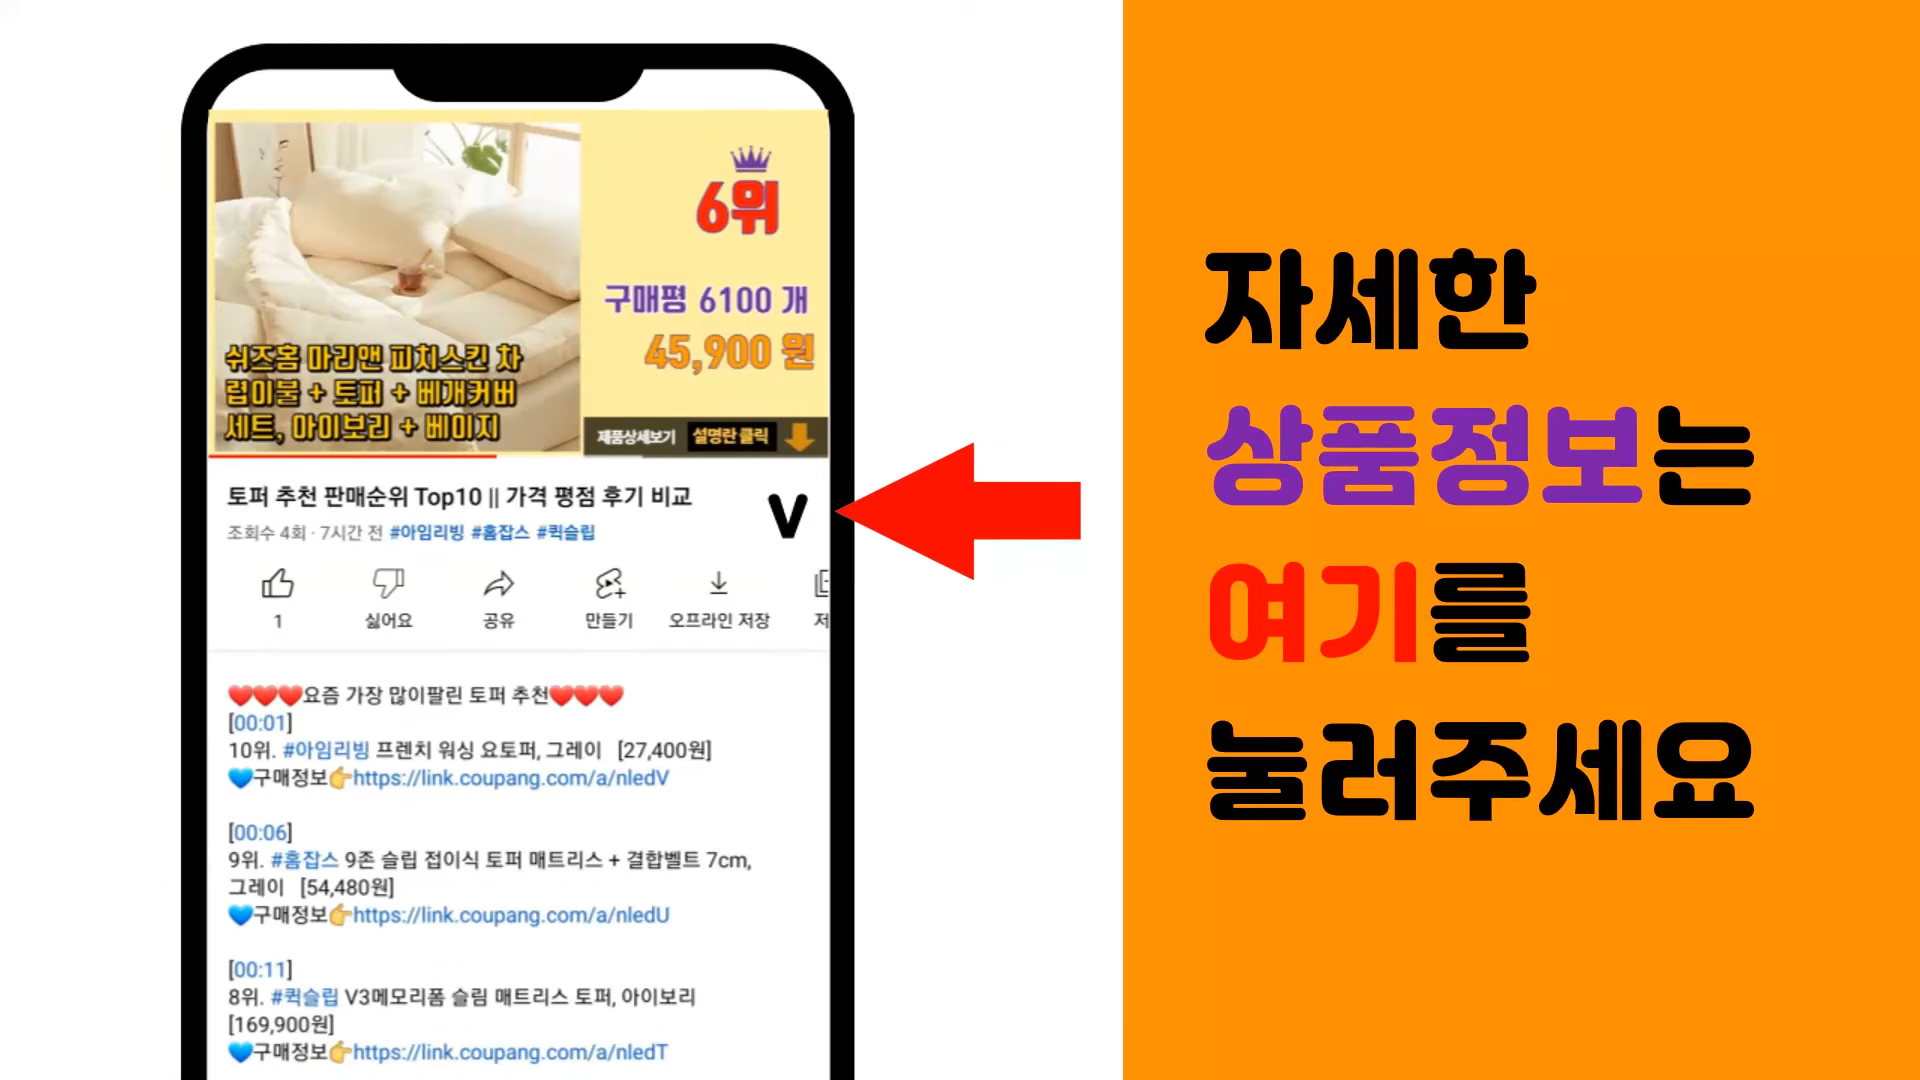 6위
구매평 6100 개
45,900 원
쉬즈홈 마리앤 피치스킨 차
렵이불 + 토퍼 + 베개커버
세트, 아이보리 + 베이지
제품상세보기 설명란 클릭
토퍼 추천 판매순위 Top10 || 가격 평점 후기 비교
V
조회수 4회 · 7시간 전 #아임리빙 #홈잡스 #퀵슬립
1 싫어요 공유 만들기 오프라인 저장 저
❤️❤️❤️요즘 가장 많이팔린 토퍼 추천❤️❤️❤️
[00:01]
10위. #아임리빙 프렌치 워싱 요토퍼, 그레이 [27,400원]
💙구매정보👉https://link.coupang.com/a/nledV
[00:06]
9위. #홈잡스 9존 슬립 접이식 토퍼 매트리스 + 결합벨트 7cm,
그레이 [54,480원]
💙구매정보👉https://link.coupang.com/a/nledU
[00:11]
8위. #퀵슬립 V3메모리폼 슬림 매트리스 토퍼, 아이보리
[169,900원]
💙구매정보👉https://link.coupang.com/a/nledT
자세한
상품정보는
여기를
눌러주세요